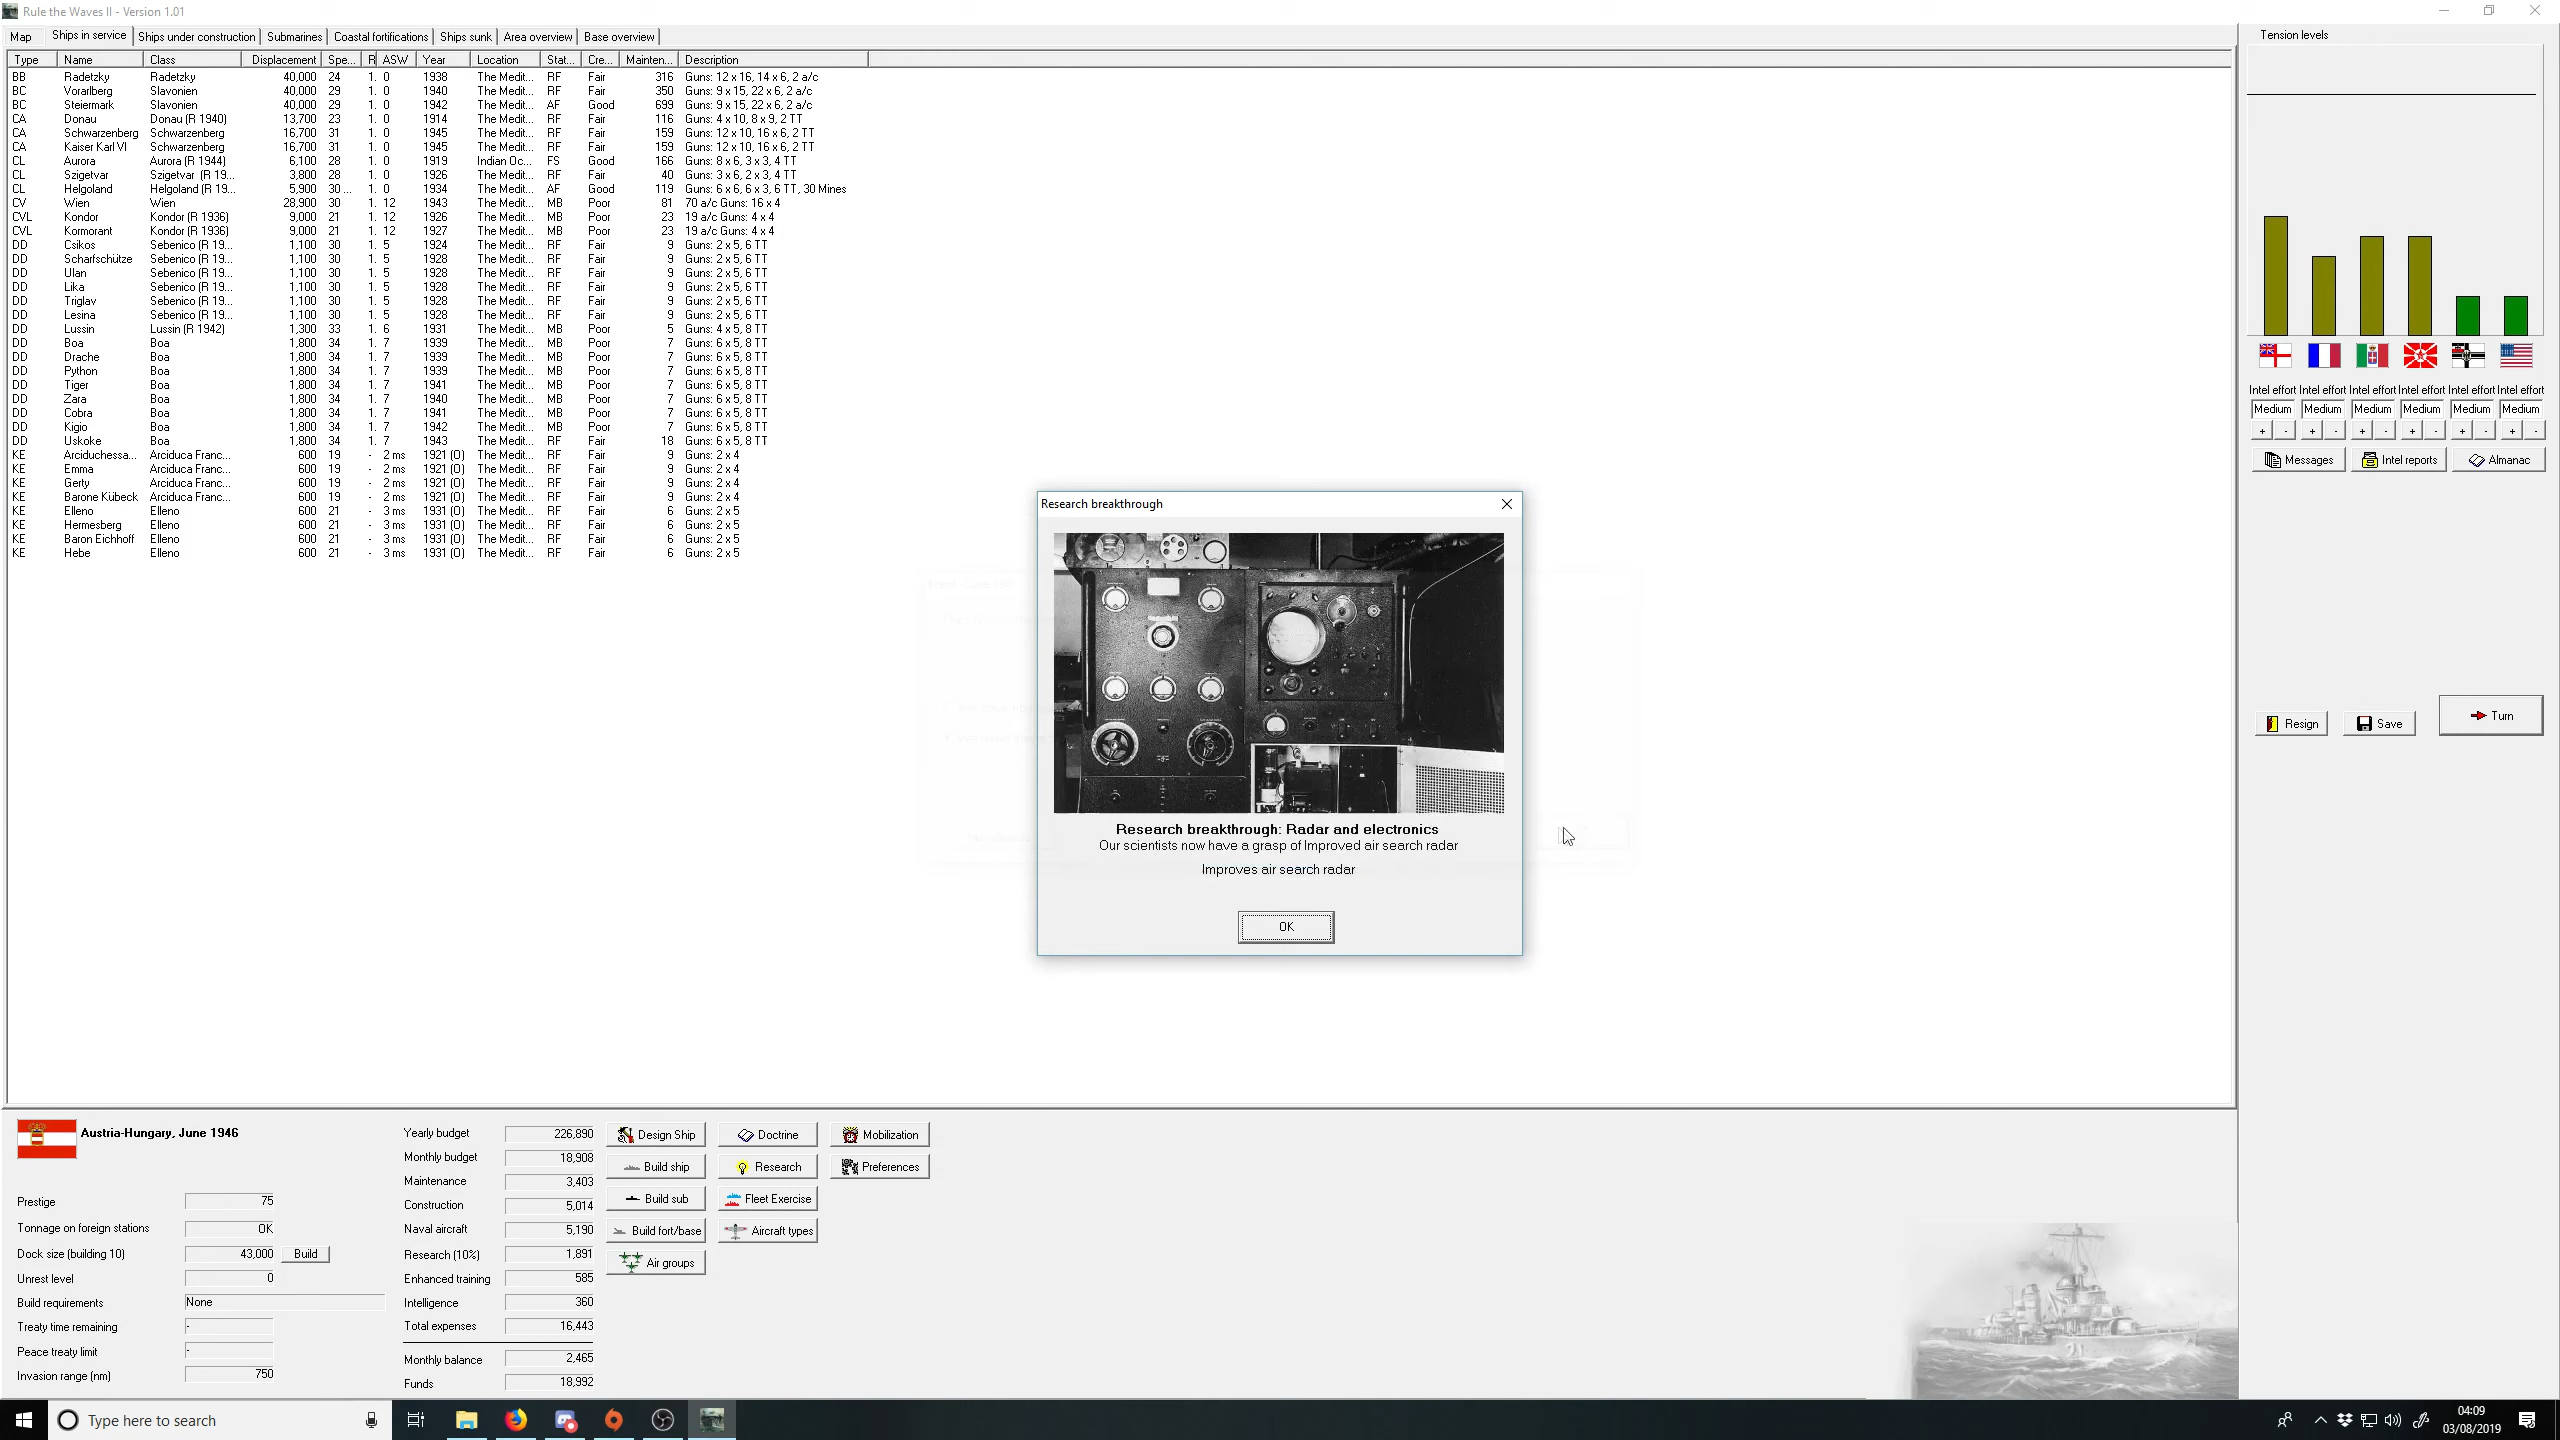 Rule the Waves II - Version 1.01
Map Ships in service Ships under construction Submarines Coastal fortifications Ships sunk Area overview Base overview
Type Name Class Displacement Spe... R ASW Year Location Stat... Cre... Mainten... Description
BB Radetzky Radetzky 40,000 24 1. 0 1938 The Medit... RF Fair 316 Guns: 12 x 16, 14 x 6, 2 a/c
BC Vorarlberg Slavonien 40,000 29 1. 0 1940 The Medit... RF Fair 350 Guns: 9 x 15, 22 x 6, 2 a/c
BC Steiermark Slavonien 40,000 29 1. 0 1942 The Medit... AF Good 699 Guns: 9 x 15, 22 x 6, 2 a/c
CA Donau Donau (R 1940) 13,700 23 1. 0 1914 The Medit... RF Fair 116 Guns: 4 x 10, 8 x 9, 2 TT
CA Schwarzenberg Schwarzenberg 16,700 31 1. 0 1945 The Medit... RF Fair 159 Guns: 12 x 10, 16 x 6, 2 TT
CA Kaiser Karl VI Schwarzenberg 16,700 31 1. 0 1945 The Medit... RF Fair 159 Guns: 12 x 10, 16 x 6, 2 TT
CL Aurora Aurora (R 1944) 6,100 28 1. 0 1919 Indian Oc... FS Good 166 Guns: 8 x 6, 3 x 3, 4 TT
CL Szigetvar Szigetvar (R 19... 3,800 28 1. 0 1926 The Medit... RF Fair 40 Guns: 3 x 6, 2 x 3, 4 TT
CL Helgoland Helgoland (R 19... 5,900 30 ... 1. 0 1934 The Medit... AF Good 119 Guns: 6 x 6, 6 x 3, 6 TT, 30 Mines
CV Wien Wien 28,900 30 1. 12 1943 The Medit... MB Poor 81 70 a/c Guns: 16 x 4
CVL Kondor Kondor (R 1936) 9,000 21 1. 12 1926 The Medit... MB Poor 23 19 a/c Guns: 4 x 4
CVL Kormorant Kondor (R 1936) 9,000 21 1. 12 1927 The Medit... MB Poor 23 19 a/c Guns: 4 x 4
DD Csikos Sebenico (R 19... 1,100 30 1. 5 1924 The Medit... RF Fair 9 Guns: 2 x 5, 6 TT
DD Scharfschütze Sebenico (R 19... 1,100 30 1. 5 1928 The Medit... RF Fair 9 Guns: 2 x 5, 6 TT
DD Ulan Sebenico (R 19... 1,100 30 1. 5 1928 The Medit... RF Fair 9 Guns: 2 x 5, 6 TT
DD Lika Sebenico (R 19... 1,100 30 1. 5 1928 The Medit... RF Fair 9 Guns: 2 x 5, 6 TT
DD Triglav Sebenico (R 19... 1,100 30 1. 5 1928 The Medit... RF Fair 9 Guns: 2 x 5, 6 TT
DD Lesina Sebenico (R 19... 1,100 30 1. 5 1928 The Medit... RF Fair 9 Guns: 2 x 5, 6 TT
DD Lussin Lussin (R 1942) 1,300 33 1. 6 1931 The Medit... MB Poor 5 Guns: 4 x 5, 8 TT
DD Boa Boa 1,800 34 1. 7 1939 The Medit... MB Poor 7 Guns: 6 x 5, 8 TT
DD Drache Boa 1,800 34 1. 7 1939 The Medit... MB Poor 7 Guns: 6 x 5, 8 TT
DD Python Boa 1,800 34 1. 7 1939 The Medit... MB Poor 7 Guns: 6 x 5, 8 TT
DD Tiger Boa 1,800 34 1. 7 1941 The Medit... MB Poor 7 Guns: 6 x 5, 8 TT
DD Zara Boa 1,800 34 1. 7 1940 The Medit... MB Poor 7 Guns: 6 x 5, 8 TT
DD Cobra Boa 1,800 34 1. 7 1941 The Medit... MB Poor 7 Guns: 6 x 5, 8 TT
DD Kigio Boa 1,800 34 1. 7 1942 The Medit... MB Poor 7 Guns: 6 x 5, 8 TT
DD Uskoke Boa 1,800 34 1. 7 1943 The Medit... RF Fair 18 Guns: 6 x 5, 8 TT
KE Arciduchessa... Arciduca Franc... 600 19 - 2 ms 1921 (O) The Medit... RF Fair 9 Guns: 2 x 4
KE Emma Arciduca Franc... 600 19 - 2 ms 1921 (O) The Medit... RF Fair 9 Guns: 2 x 4
KE Gerty Arciduca Franc... 600 19 - 2 ms 1921 (O) The Medit... RF Fair 9 Guns: 2 x 4
KE Barone Kübeck Arciduca Franc... 600 19 - 2 ms 1921 (O) The Medit... RF Fair 9 Guns: 2 x 4
KE Elleno Elleno 600 21 - 3 ms 1931 (O) The Medit... RF Fair 6 Guns: 2 x 5
KE Hermesberg Elleno 600 21 - 3 ms 1931 (O) The Medit... RF Fair 6 Guns: 2 x 5
KE Baron Eichhoff Elleno 600 21 - 3 ms 1931 (O) The Medit... RF Fair 6 Guns: 2 x 5
KE Hebe Elleno 600 21 - 3 ms 1931 (O) The Medit... RF Fair 6 Guns: 2 x 5
Research breakthrough
Research breakthrough: Radar and electronics
Our scientists now have a grasp of Improved air search radar
Improves air search radar
OK
Tension levels
Intel effort Intel effort Intel effort Intel effort Intel effort Intel effort
Medium Medium Medium Medium Medium Medium
+ - + - + - + - + - + -
Messages Intel reports Almanac
Resign Save Turn
Austria-Hungary, June 1946
Prestige 75
Tonnage on foreign stations OK
Dock size (building 10) 43,000 Build
Unrest level 0
Build requirements None
Treaty time remaining -
Peace treaty limit -
Invasion range (nm) 750
Yearly budget 226,890
Monthly budget 18,908
Maintenance 3,403
Construction 5,014
Naval aircraft 5,190
Research (10%) 1,891
Enhanced training 585
Intelligence 360
Total expenses 16,443
Monthly balance 2,465
Funds 18,992
Design Ship Doctrine Mobilization
Build ship Research Preferences
Build sub Fleet Exercise
Build fort/base Aircraft types
Air groups
Type here to search
04:09
03/08/2019